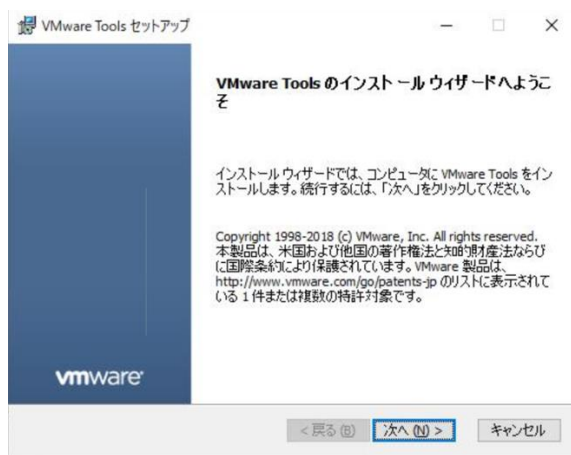 VMware Tools セットアップ
VMware Tools のインストール ウィザードへようこ
そ
インストール ウィザードでは、コンピュータに VMware Tools をイン
ストールします。続行するには、「次へ」をクリックしてください。
Copyright 1998-2018 (c) VMware, Inc. All rights reserved.
本製品は、米国および他国の著作権法と知的財産法ならび
に国際条約により保護されています。VMware 製品は、
http://www.vmware.com/go/patents-jp のリストに表示されて
いる 1 件または複数の特許対象です。
vmware
< 戻る (B)
次へ (N) >
キャンセル